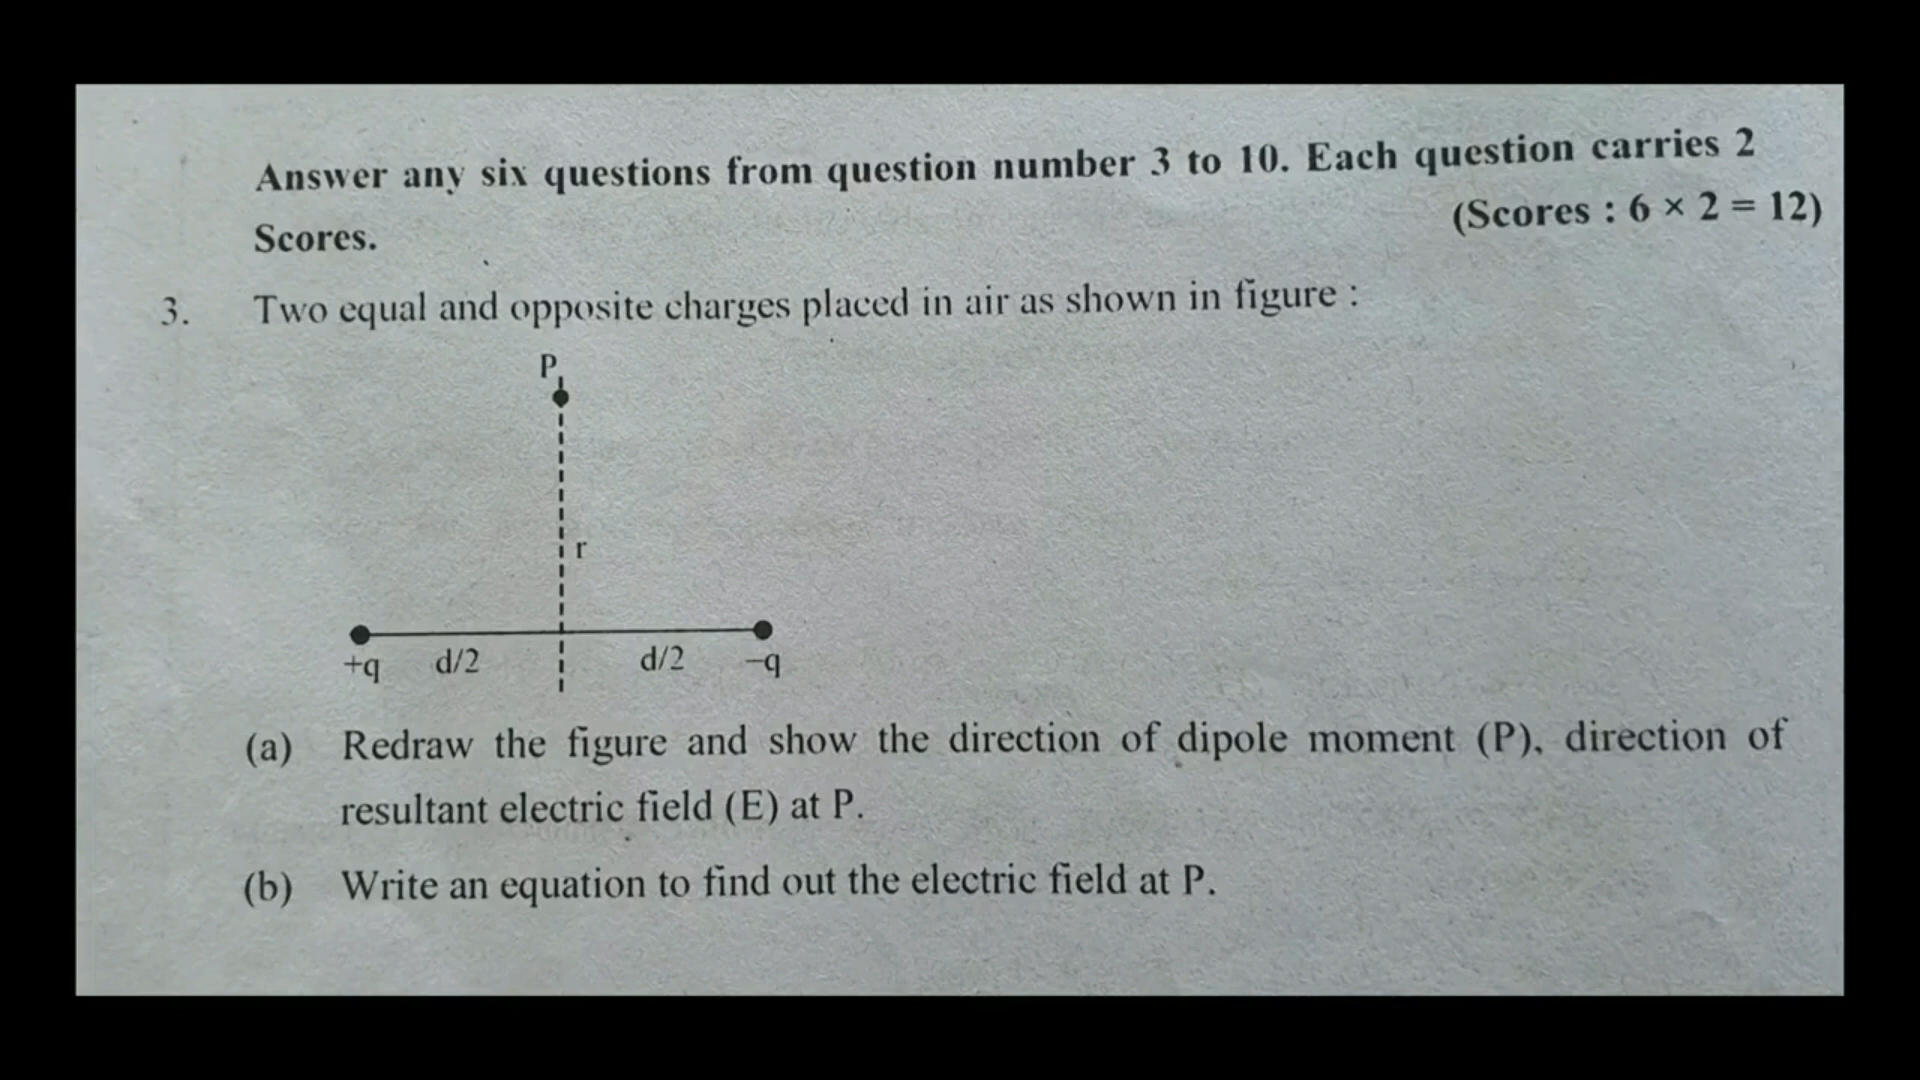 Answer any six questions from question number 3 to 10. Each question carries 2
Scores. (Scores : 6 × 2 = 12)
3. Two equal and opposite charges placed in air as shown in figure :
P
r
+q d/2 d/2 –q
(a) Redraw the figure and show the direction of dipole moment (P), direction of
resultant electric field (E) at P.
(b) Write an equation to find out the electric field at P.